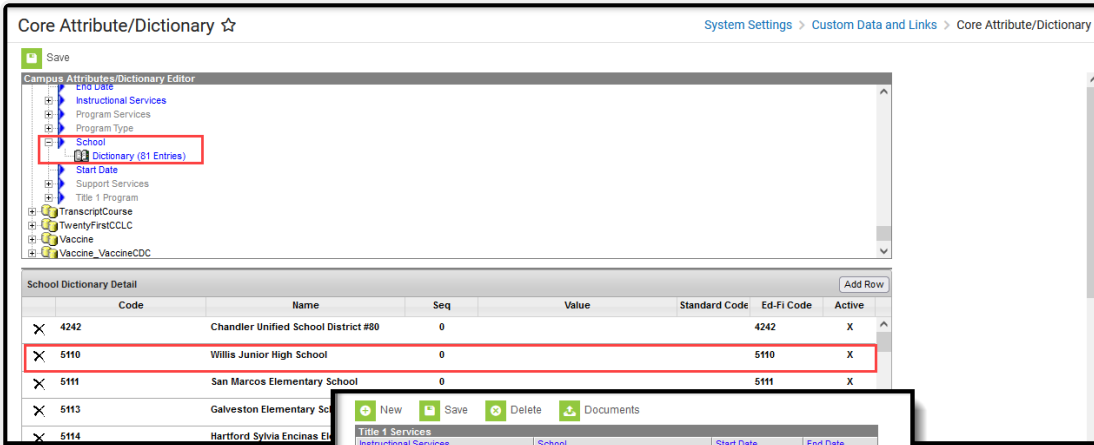 Core Attribute/Dictionary
System Settings > Custom Data and Links > Core Attribute/Dictionary
Save
Campus Attributes/Dictionary Editor
End Date
Instructional Services
Program Services
Program Type
School
Dictionary (81 Entries)
Start Date
Support Services
Title 1 Program
TranscriptCourse
TwentyFirstCCLC
Vaccine
Vaccine_VaccineCDC
School Dictionary Detail Add Row
Code Name Seq Value Standard Code Ed-Fi Code Active
X 4242 Chandler Unified School District #80 0 4242 X
X 5110 Willis Junior High School 0 5110 X
X 5111 San Marcos Elementary School 0 5111 X
X 5113 Galveston Elementary Sc
X 5114 Hartford Sylvia Encinas El
New Save Delete Documents
Title 1 Services
Instructional Services School Start Date End Date